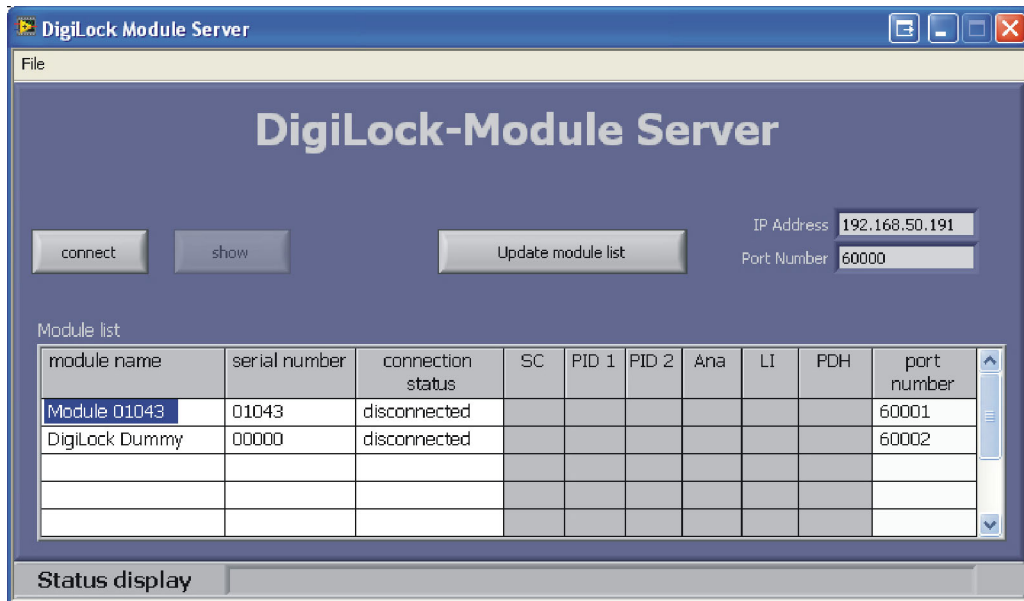 DigiLock Module Server
File
DigiLock-Module Server
IP Address 192.168.50.191
connect show Update module list
Port Number 60000
Module list
module name serial number connection status SC PID 1 PID 2 Ana LI PDH port number
Module 01043 01043 disconnected 60001
DigiLock Dummy 00000 disconnected 60002
Status display